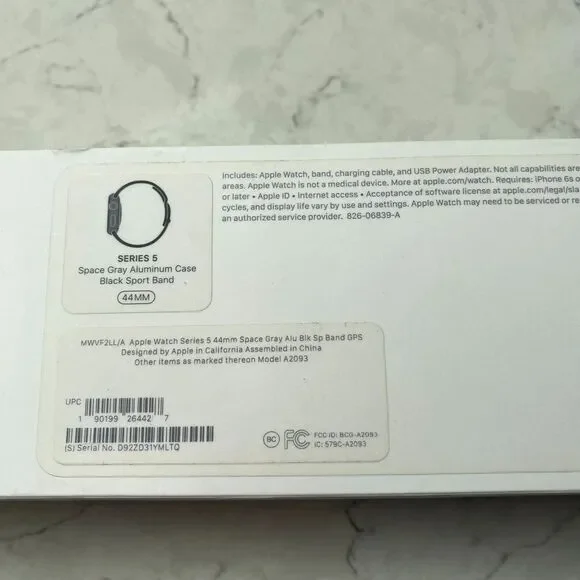 Includes: Apple Watch, band, charging cable, and USB Power Adapter. Not all capabilities are
areas. Apple Watch is not a medical device. More at apple.com/watch. Requires: iPhone 6s o
or later • Apple ID • Internet access • Acceptance of software license at apple.com/legal/sla
cycles, and display life vary by use and settings. Apple Watch may need to be serviced or re
an authorized service provider. 826-06839-A
SERIES 5
Space Gray Aluminum Case
Black Sport Band
44MM
MWVF2LL/A Apple Watch Series 5 44mm Space Gray Alu Blk Sp Band GPS
Designed by Apple in California Assembled in China
Other items as marked thereon Model A2093
UPC
1 90199 26442 7
(S) Serial No. D92ZD31YMLTQ
BC FC FCC ID: BCG-A2093
IC: 579C-A2093